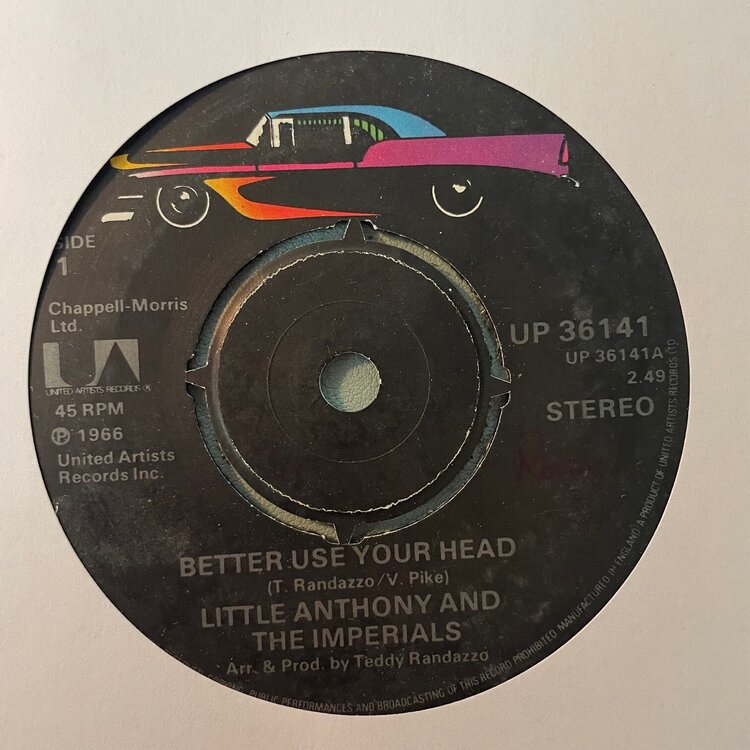 SIDE
1
Chappell-Morris
Ltd.
UA
UNITED ARTISTS RECORDS ®
45 RPM
℗ 1966
United Artists
Records Inc.
UP 36141
UP 36141A
2.49
STEREO
BETTER USE YOUR HEAD
(T. Randazzo/V. Pike)
LITTLE ANTHONY AND
THE IMPERIALS
Arr. & Prod. by Teddy Randazzo
COPYING, PUBLIC PERFORMANCES AND BROADCASTING OF THIS RECORD PROHIBITED. MANUFACTURED IN ENGLAND. A PRODUCT OF UNITED ARTISTS RECORDS LTD